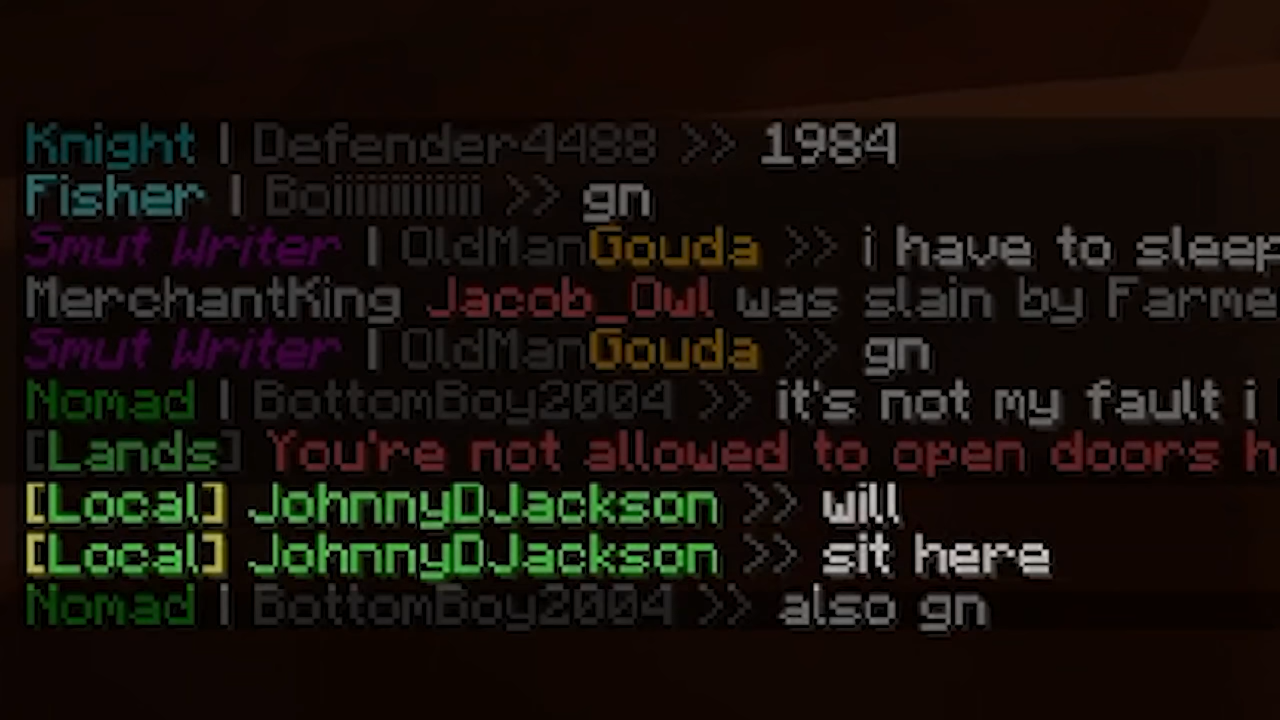 Knight | Defender4488 >> 1984
Fisher | Boiiiiiiiiiiiii >> gn
Smut Writer | OldManGouda >> i have to sleep
MerchantKing Jacob_Owl was slain by Farme
Smut Writer | OldManGouda >> gn
Nomad | BottomBoy2004 >> it's not my fault i
[Lands] You're not allowed to open doors h
[Local] JohnnyDJackson >> will
[Local] JohnnyDJackson >> sit here
Nomad | BottomBoy2004 >> also gn